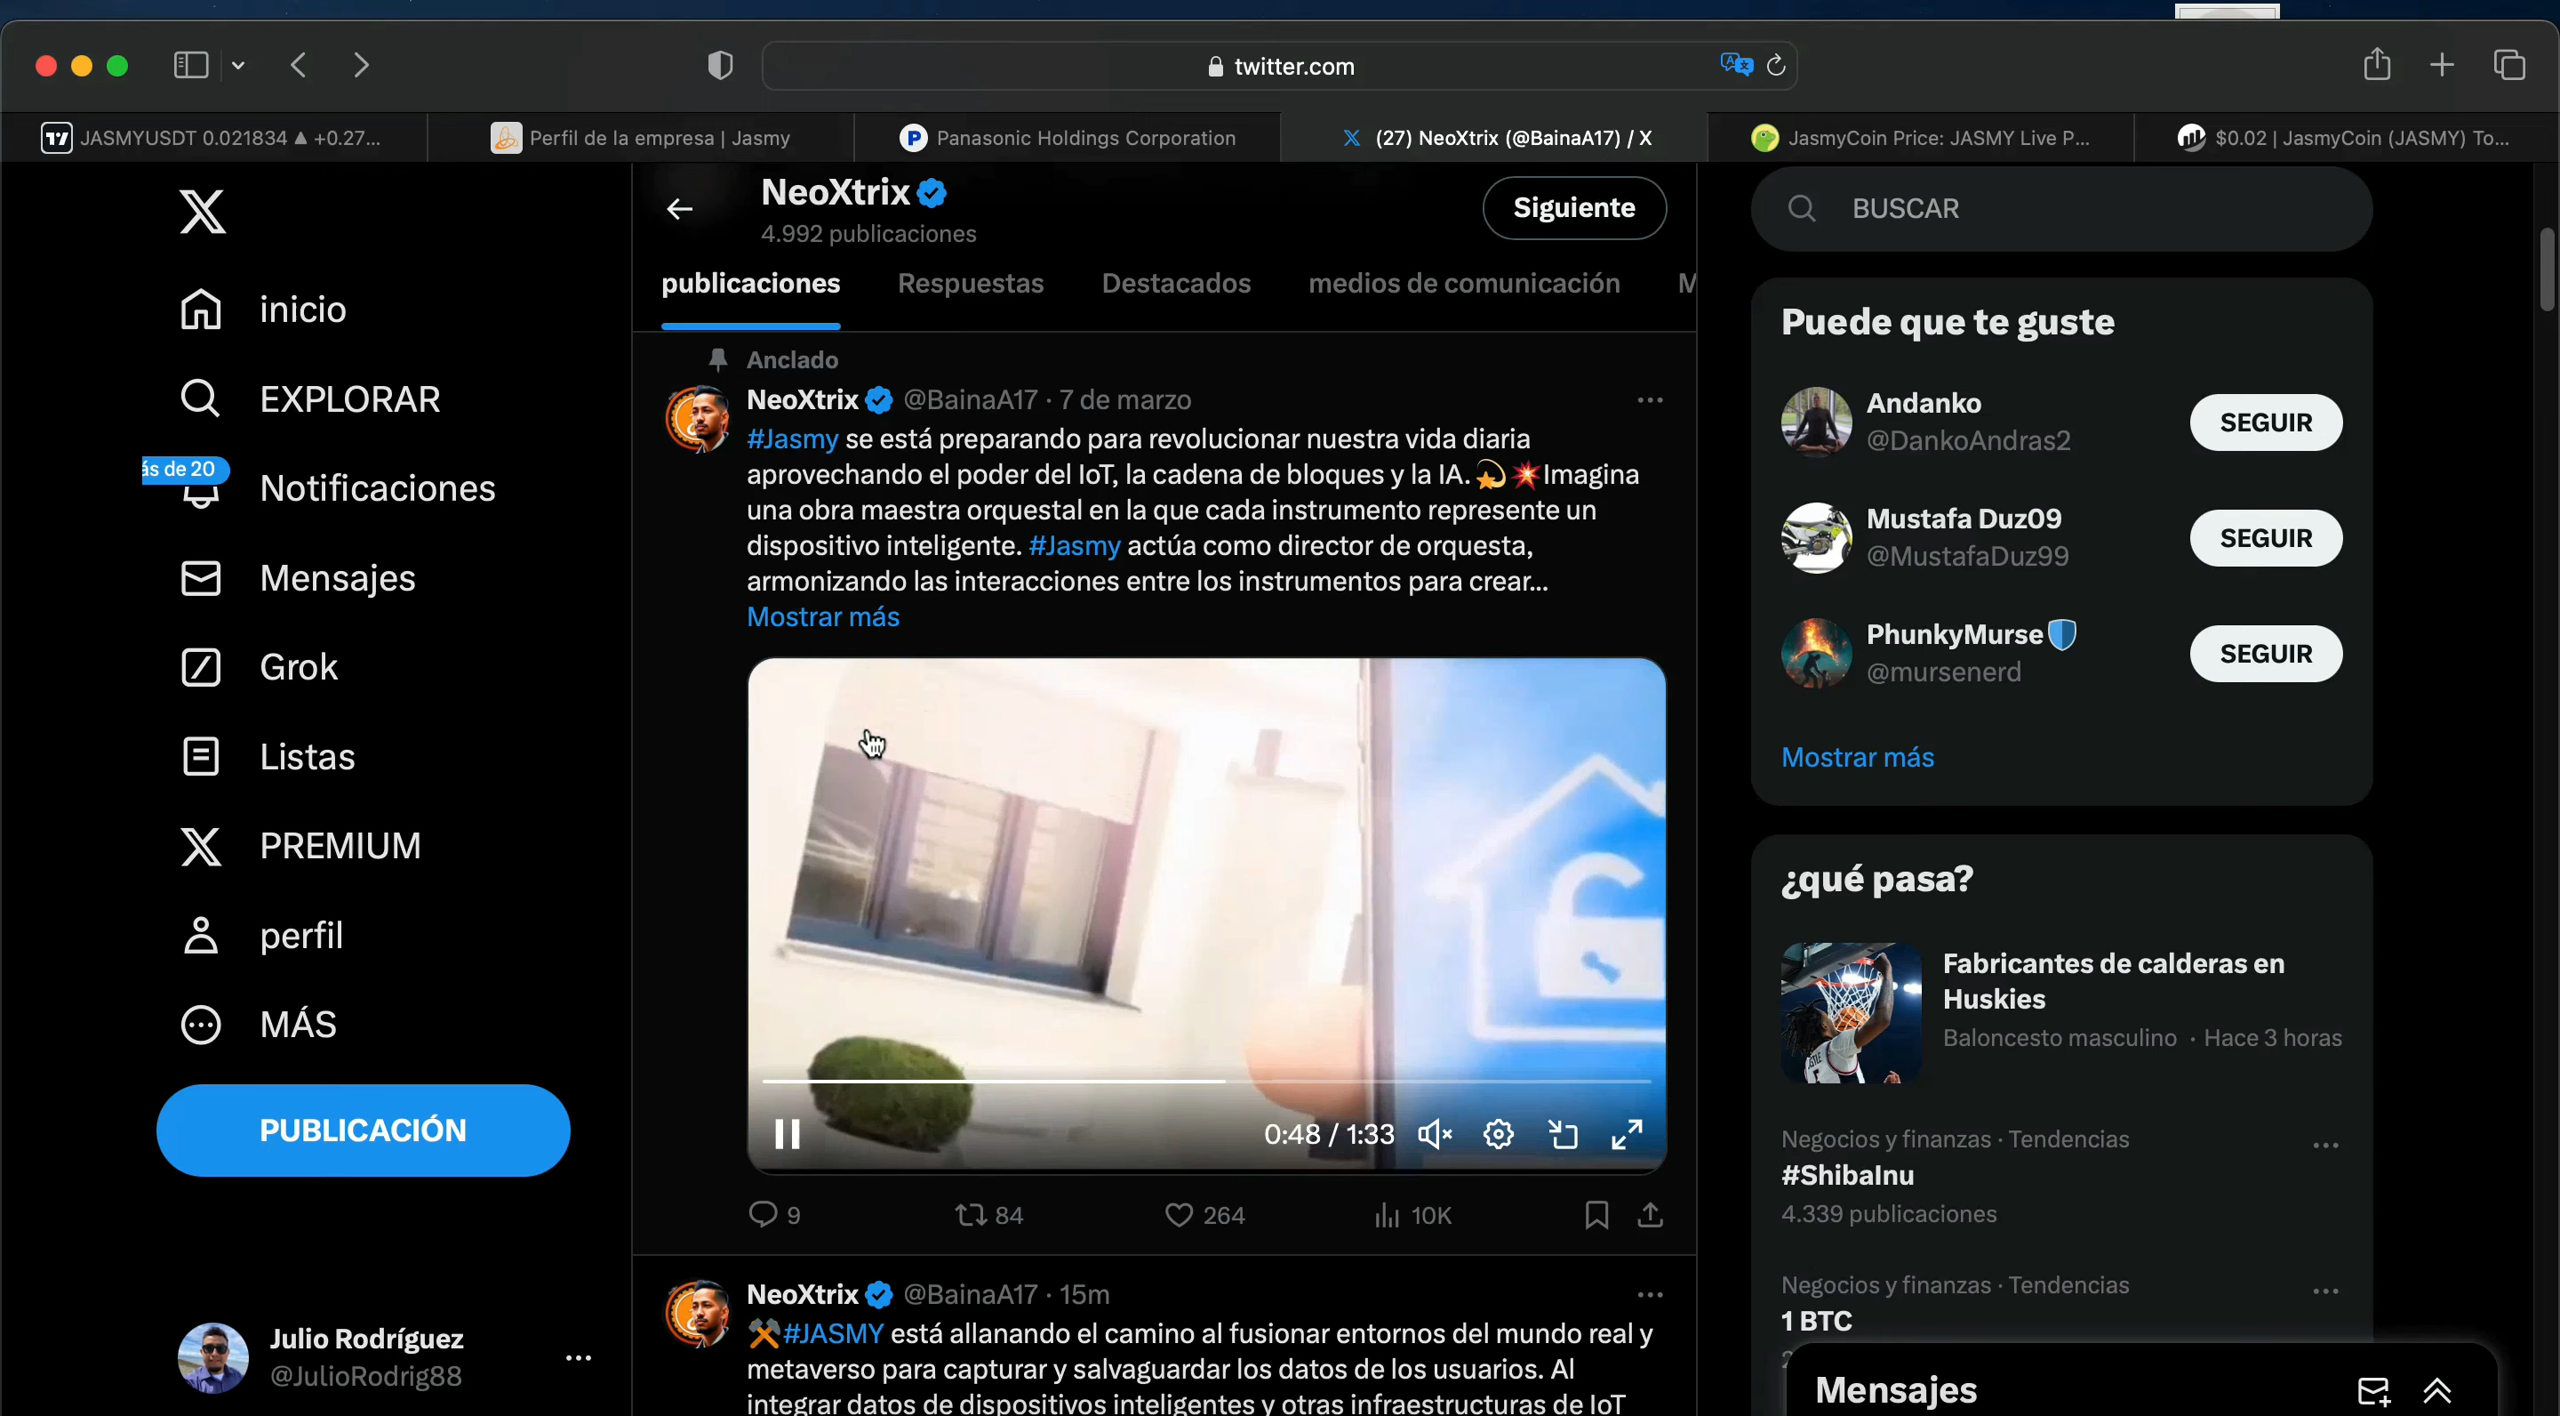 twitter.com
JASMYUSDT 0.021834 ▲ +0.27...
Perfil de la empresa | Jasmy
Panasonic Holdings Corporation
(27) NeoXtrix (@BainaA17) / X
JasmyCoin Price: JASMY Live P...
$0.02 | JasmyCoin (JASMY) To...
inicio
EXPLORAR
ás de 20
Notificaciones
Mensajes
Grok
Listas
PREMIUM
perfil
MÁS
PUBLICACIÓN
Julio Rodríguez
@JulioRodrig88
NeoXtrix
4.992 publicaciones
Siguiente
publicaciones
Respuestas
Destacados
medios de comunicación
M
Anclado
NeoXtrix @BainaA17 · 7 de marzo
#Jasmy se está preparando para revolucionar nuestra vida diaria
aprovechando el poder del IoT, la cadena de bloques y la IA.💫💥Imagina
una obra maestra orquestal en la que cada instrumento represente un
dispositivo inteligente. #Jasmy actúa como director de orquesta,
armonizando las interacciones entre los instrumentos para crear...
Mostrar más
0:48 / 1:33
9
84
264
10K
NeoXtrix @BainaA17 · 15m
⚒️#JASMY está allanando el camino al fusionar entornos del mundo real y
metaverso para capturar y salvaguardar los datos de los usuarios. Al
integrar datos de dispositivos inteligentes y otras infraestructuras de IoT
BUSCAR
Puede que te guste
Andanko
@DankoAndras2
SEGUIR
Mustafa Duz09
@MustafaDuz99
SEGUIR
PhunkyMurse🛡️
@mursenerd
SEGUIR
Mostrar más
¿qué pasa?
Fabricantes de calderas en
Huskies
Baloncesto masculino · Hace 3 horas
Negocios y finanzas · Tendencias
#ShibaInu
4.339 publicaciones
Negocios y finanzas · Tendencias
1 BTC
Mensajes